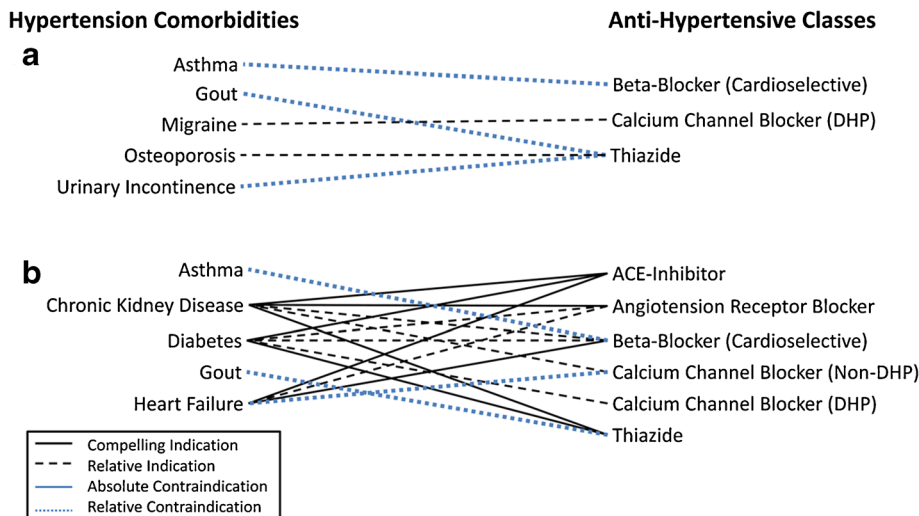 Hypertension Comorbidities
Anti-Hypertensive Classes
a
Asthma
Gout
Migraine
Osteoporosis
Urinary Incontinence
Beta-Blocker (Cardioselective)
Calcium Channel Blocker (DHP)
Thiazide
b
Asthma
Chronic Kidney Disease
Diabetes
Gout
Heart Failure
ACE-Inhibitor
Angiotension Receptor Blocker
Beta-Blocker (Cardioselective)
Calcium Channel Blocker (Non-DHP)
Calcium Channel Blocker (DHP)
Thiazide
Compelling Indication
Relative Indication
Absolute Contraindication
Relative Contraindication